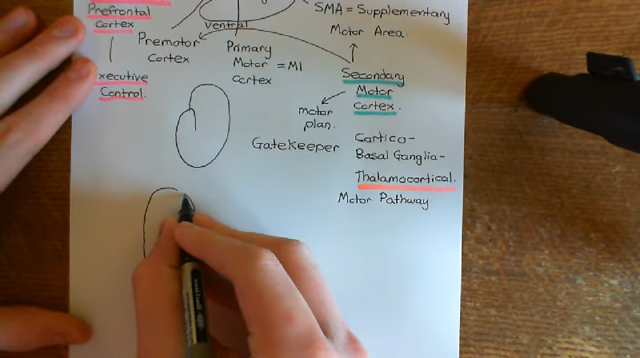 Prefrontal
Cortex
Executive
Control.
Ventral
Premotor
Cortex
Primary
Motor = M1
Cortex
SMA = Supplementary
Motor Area.
Secondary
Motor
Cortex.
motor
plan.
Gatekeeper
Cortico-
Basal Ganglia-
Thalamocortical
Motor Pathway